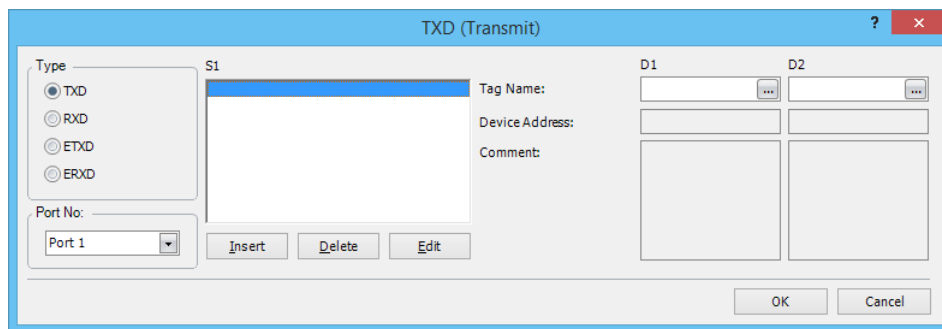 TXD (Transmit)
? ×
Type
TXD
RXD
ETXD
ERXD
Port No:
Port 1
S1
Insert Delete Edit
D1 D2
Tag Name: ... ...
Device Address:
Comment:
OK Cancel